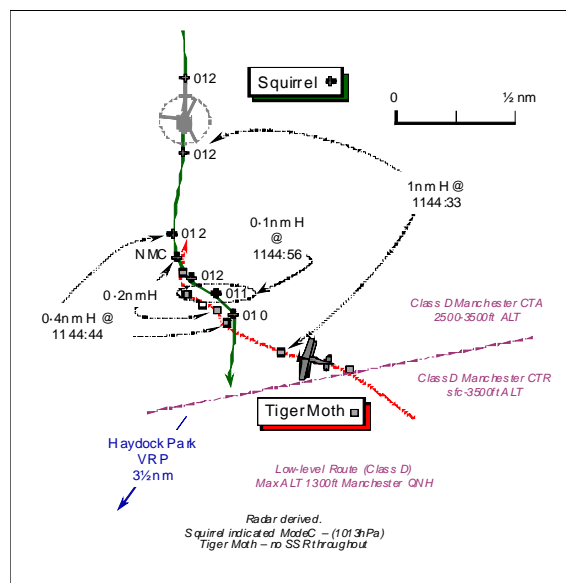 012
Squirrel
0
½ nm
012
1nm H @
1144:33
0·1nm H
@
1144:56
012
NMC
012
011
010
0·2nmH
0·4nm H @
1144:44
Class D Manchester CTA
2500-3500ft ALT
Class D Manchester CTR
sfc-3500ft ALT
Tiger Moth
Haydock Park
VRP
3½nm
Low-level Route (Class D)
Max ALT 1300ft Manchester QNH
Radar derived.
Squirrel indicated Mode C – (1013hPa)
Tiger Moth – no SSR throughout